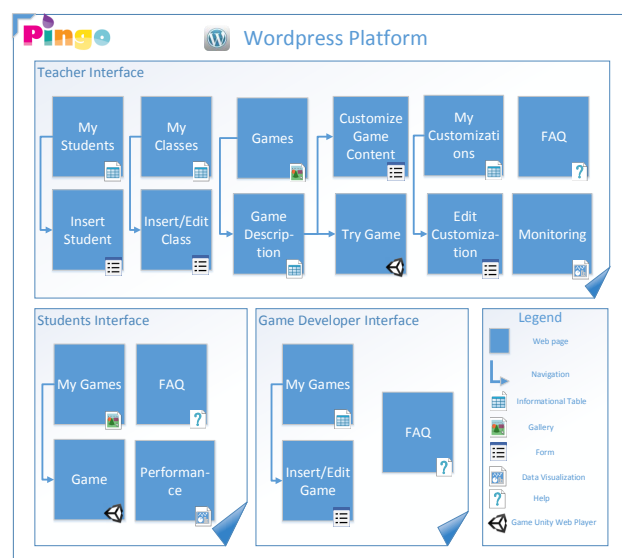 Pingo
Wordpress Platform
Teacher Interface
My
Students
My
Classes
Games
Customize
Game
Content
My
Customizati
ons
FAQ
Insert
Student
Insert/Edit
Class
Game
Descrip-
tion
Try Game
Edit
Customiza-
tion
Monitoring
Students Interface
My Games
FAQ
Game
Performan-
ce
Game Developer Interface
My Games
FAQ
Insert/Edit
Game
Legend
Web page
Navigation
Informational Table
Gallery
Form
Data Visualization
Help
Game Unity Web Player